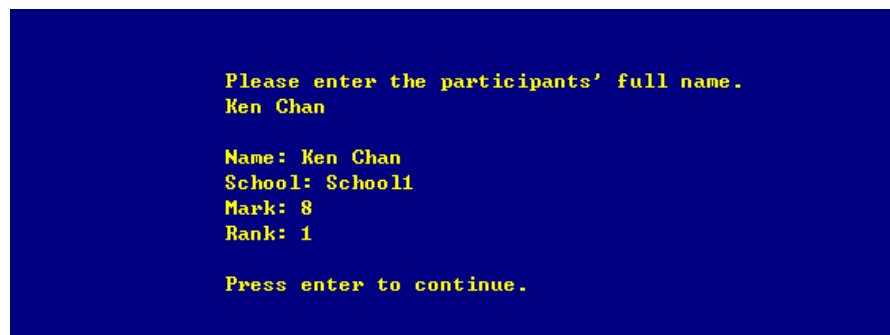 Please enter the participants' full name.
Ken Chan
Name: Ken Chan
School: School1
Mark: 8
Rank: 1
Press enter to continue.